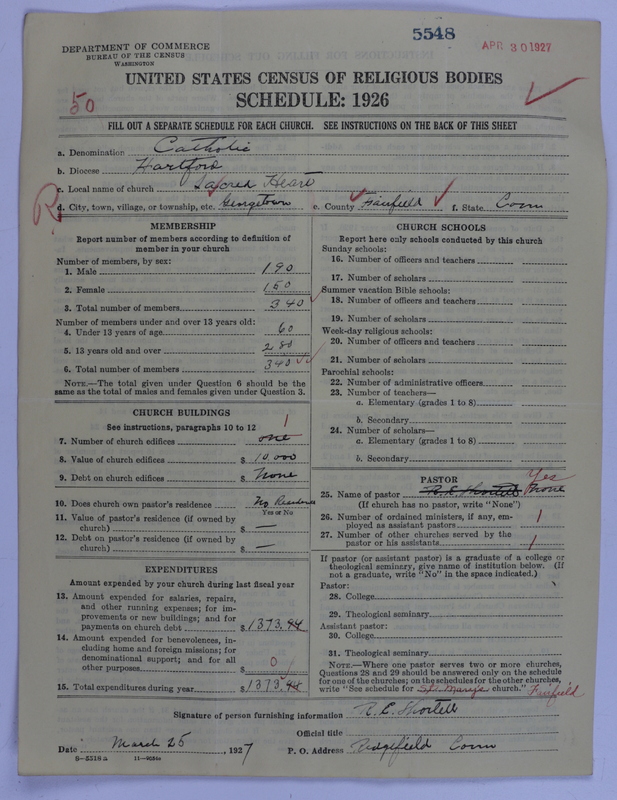 5548
APR 30 1927
DEPARTMENT OF COMMERCE
BUREAU OF THE CENSUS
WASHINGTON
UNITED STATES CENSUS OF RELIGIOUS BODIES
SCHEDULE: 1926
50
FILL OUT A SEPARATE SCHEDULE FOR EACH CHURCH. SEE INSTRUCTIONS ON THE BACK OF THIS SHEET
a. Denomination Catholic
b. Diocese Hartford
c. Local name of church Sacred Heart
R
d. City, town, village, or township, etc. Georgetown e. County Fairfield f. State Conn
MEMBERSHIP
Report number of members according to definition of
member in your church
Number of members, by sex:
1. Male 190
2. Female 150
3. Total number of members 340
Number of members under and over 13 years old:
4. Under 13 years of age 60
5. 13 years old and over 280
6. Total number of members 340
NOTE.—The total given under Question 6 should be the
same as the total of males and females given under Question 3.
CHURCH BUILDINGS
See instructions, paragraphs 10 to 12
1
7. Number of church edifices one
8. Value of church edifices $ 10,000
9. Debt on church edifices $ None
10. Does church own pastor's residence No Residence
Yes or No
11. Value of pastor's residence (if owned by
church) $ —
12. Debt on pastor's residence (if owned by
church) $ —
EXPENDITURES
Amount expended by your church during last fiscal year
13. Amount expended for salaries, repairs,
and other running expenses; for im-
provements or new buildings; and for
payments on church debt $ 1373.44
14. Amount expended for benevolences, in-
cluding home and foreign missions; for
denominational support; and for all
other purposes $ 0
15. Total expenditures during year $ 1373.44
CHURCH SCHOOLS
Report here only schools conducted by this church
Sunday schools:
16. Number of officers and teachers
17. Number of scholars
Summer vacation Bible schools:
18. Number of officers and teachers
19. Number of scholars
Week-day religious schools:
20. Number of officers and teachers
21. Number of scholars
Parochial schools:
22. Number of administrative officers
23. Number of teachers—
a. Elementary (grades 1 to 8)
b. Secondary
24. Number of scholars—
a. Elementary (grades 1 to 8)
b. Secondary
PASTOR Yes
25. Name of pastor R. E. Shortell None
(If church has no pastor, write "None")
26. Number of ordained ministers, if any, em-
ployed as assistant pastors 1
27. Number of other churches served by the
pastor or his assistants 1
If pastor (or assistant pastor) is a graduate of a college or
theological seminary, give name of institution below. (If
not a graduate, write "No" in the space indicated.)
Pastor:
28. College
29. Theological seminary
Assistant pastor:
30. College
31. Theological seminary
NOTE.—Where one pastor serves two or more churches,
Questions 28 and 29 should be answered only on the schedule
for one of the churches; on the schedules for the other churches,
write "See schedule for St. Mary's church." Fairfield
Signature of person furnishing information R. E. Shortell
Official title
Date March 25, 1927 P. O. Address Ridgefield Conn
8—5518a